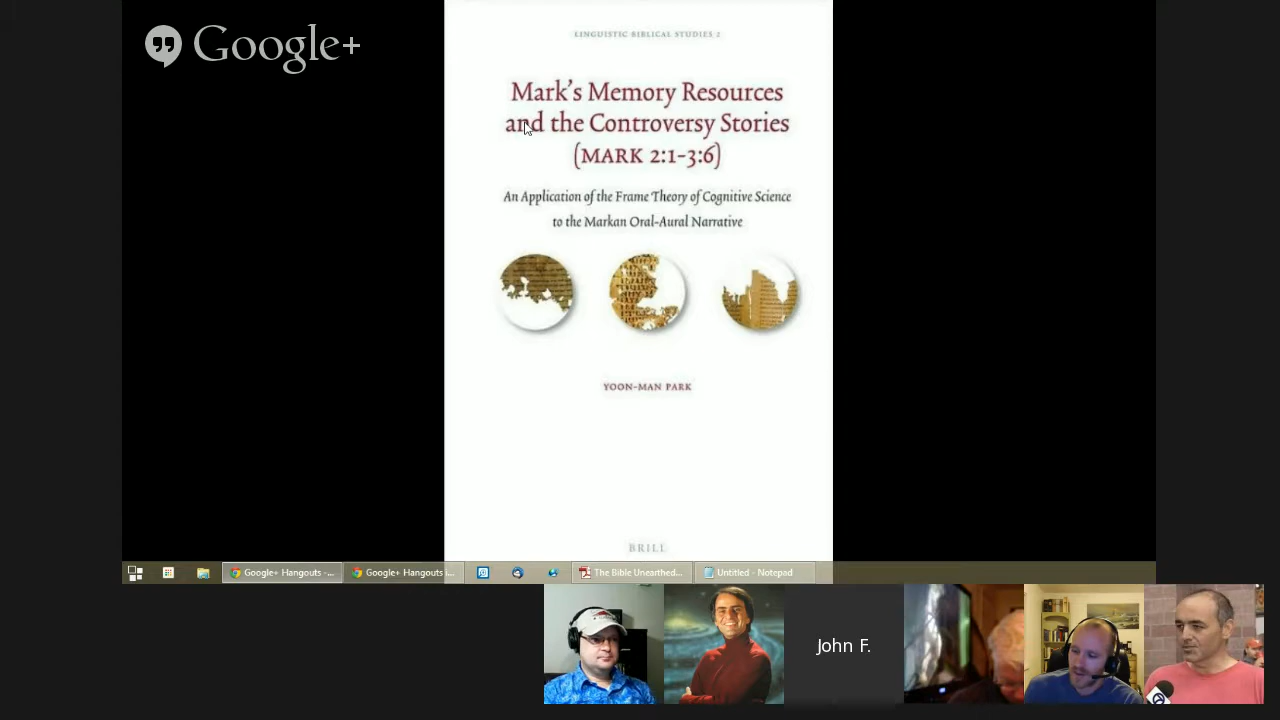 Google+
LINGUISTIC BIBLICAL STUDIES 2
Mark's Memory Resources
and the Controversy Stories
(MARK 2:1-3:6)
An Application of the Frame Theory of Cognitive Science
to the Markan Oral-Aural Narrative
YOON-MAN PARK
BRILL
Google+ Hangouts -...
Google+ Hangouts i...
The Bible Unearthed...
Untitled - Notepad
John F.